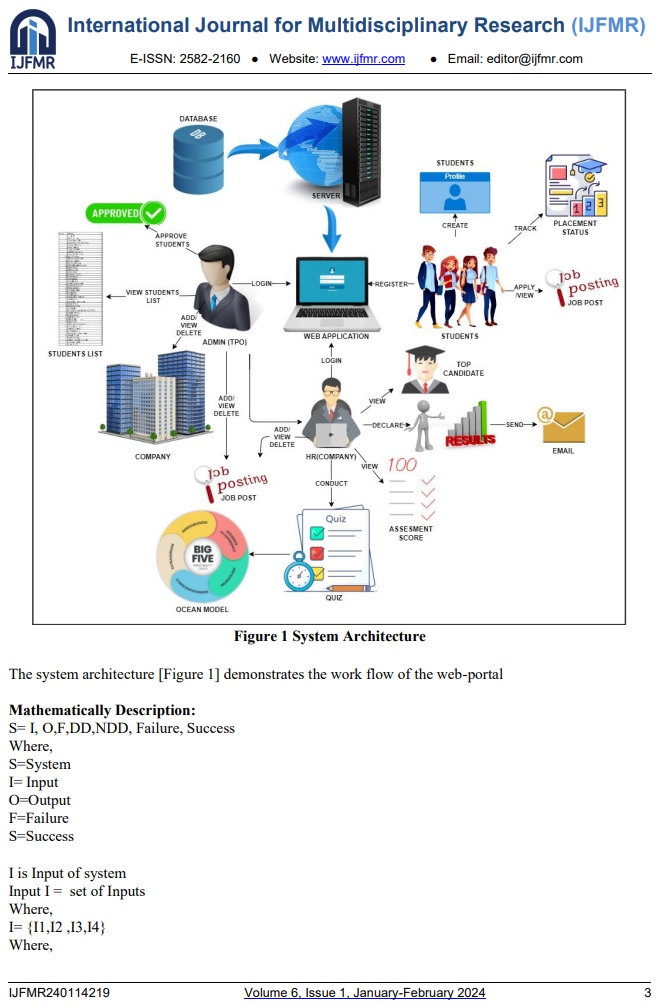 International Journal for Multidisciplinary Research (IJFMR)
IJFMR
E-ISSN: 2582-2160 ● Website: www.ijfmr.com ● Email: editor@ijfmr.com
DATABASE
DB
SERVER
STUDENTS
Profile
CREATE
TRACK
1 2 3
PLACEMENT
STATUS
APPROVED
APPROVE
STUDENTS
VIEW STUDENTS
LIST
STUDENTS LIST
LOGIN
REGISTER
APPLY
/VIEW
Job
posting
JOB POST
ADD/
VIEW
DELETE
ADMIN (TPO)
WEB APPLICATION
STUDENTS
LOGIN
TOP
CANDIDATE
VIEW
ADD/
VIEW
DELETE
COMPANY
ADD/
VIEW
DELETE
DECLARE
RESULTS
SEND
@
EMAIL
HR(COMPANY)
VIEW
100
ASSESMENT
SCORE
Job
posting
JOB POST
CONDUCT
Quiz
QUIZ
BIG
FIVE
OCEAN MODEL
Figure 1 System Architecture
The system architecture [Figure 1] demonstrates the work flow of the web-portal
Mathematically Description:
S= I, O,F,DD,NDD, Failure, Success
Where,
S=System
I= Input
O=Output
F=Failure
S=Success
I is Input of system
Input I = set of Inputs
Where,
I= {I1,I2 ,I3,I4}
Where,
IJFMR240114219
Volume 6, Issue 1, January-February 2024
3